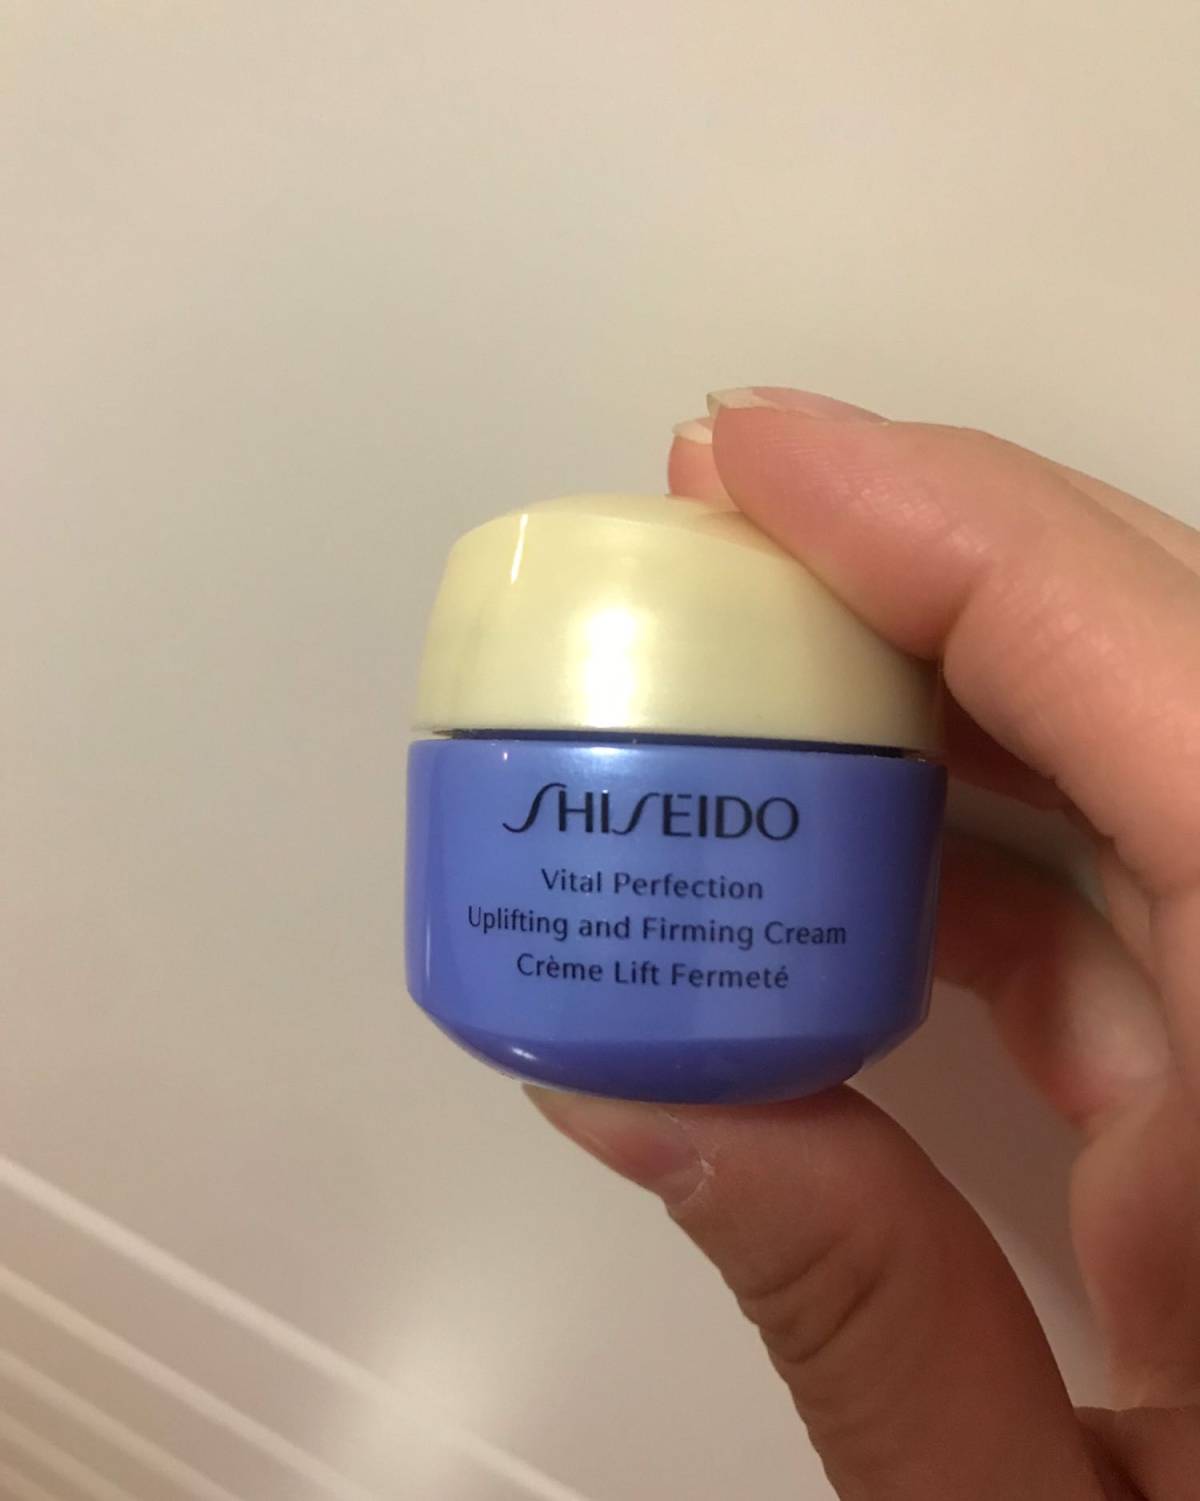 SHISEIDO
Vital Perfection
Uplifting and Firming Cream
Crème Lift Fermeté